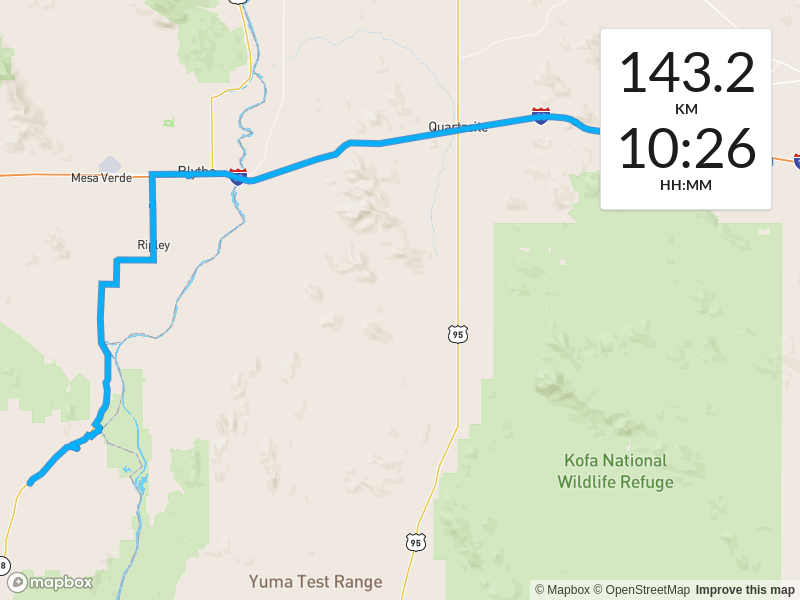 143.2
KM
10:26
HH:MM
Quartzsite
Blythe
Mesa Verde
Ripley
95
Kofa National
Wildlife Refuge
95
8
Yuma Test Range
mapbox
© Mapbox © OpenStreetMap Improve this map